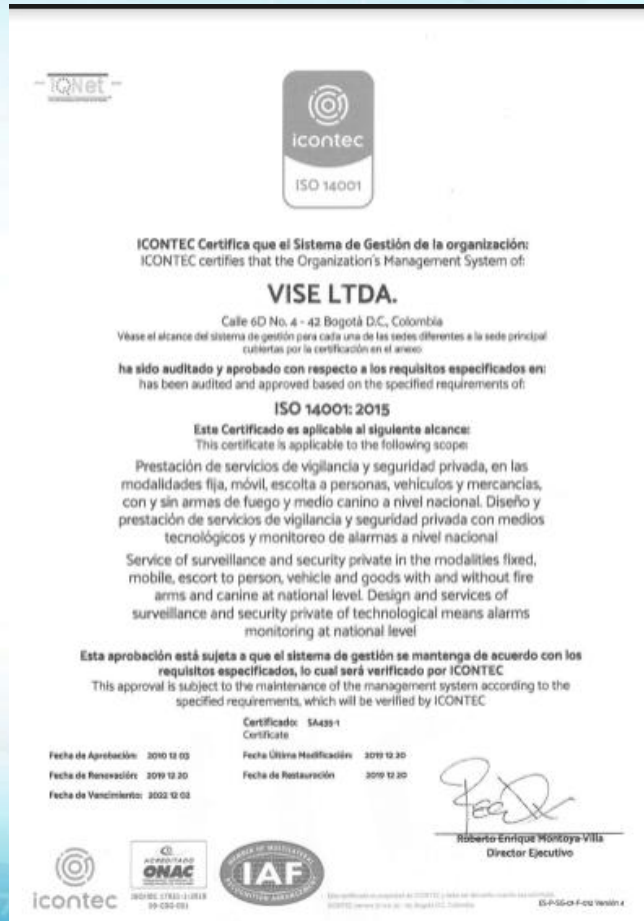 IQNet
icontec
ISO 14001
ICONTEC Certifica que el Sistema de Gestión de la organización:
ICONTEC certifies that the Organization's Management System of:
VISE LTDA.
Calle 6D No. 4 - 42 Bogotá D.C., Colombia
Véase el alcance del sistema de gestión para cada una de las sedes diferentes a la sede principal
cubiertas por la certificación en el anexo
ha sido auditado y aprobado con respecto a los requisitos especificados en:
has been audited and approved based on the specified requirements of:
ISO 14001: 2015
Este Certificado es aplicable al siguiente alcance:
This certificate is applicable to the following scope:
Prestación de servicios de vigilancia y seguridad privada, en las
modalidades fija, móvil, escolta a personas, vehículos y mercancías,
con y sin armas de fuego y medio canino a nivel nacional. Diseño y
prestación de servicios de vigilancia y seguridad privada con medios
tecnológicos y monitoreo de alarmas a nivel nacional
Service of surveillance and security private in the modalities fixed,
mobile, escort to person, vehicle and goods with and without fire
arms and canine at national level. Design and services of
surveillance and security private of technological means alarms
monitoring at national level
Esta aprobación está sujeta a que el sistema de gestión se mantenga de acuerdo con los
requisitos especificados, lo cual será verificado por ICONTEC
This approval is subject to the maintenance of the management system according to the
specified requirements, which will be verified by ICONTEC
Certificado: SA439-1
Certificate
Fecha de Aprobación: 2010 12 03
Fecha Última Modificación: 2019 12 20
Fecha de Renovación: 2019 12 20
Fecha de Restauración 2019 12 20
Fecha de Vencimiento: 2022 12 02
Roberto Enrique Montoya Villa
Director Ejecutivo
icontec
ACREDITADO
ONAC
MEMBER OF MULTILATERAL
IAF
RECOGNITION ARRANGEMENT